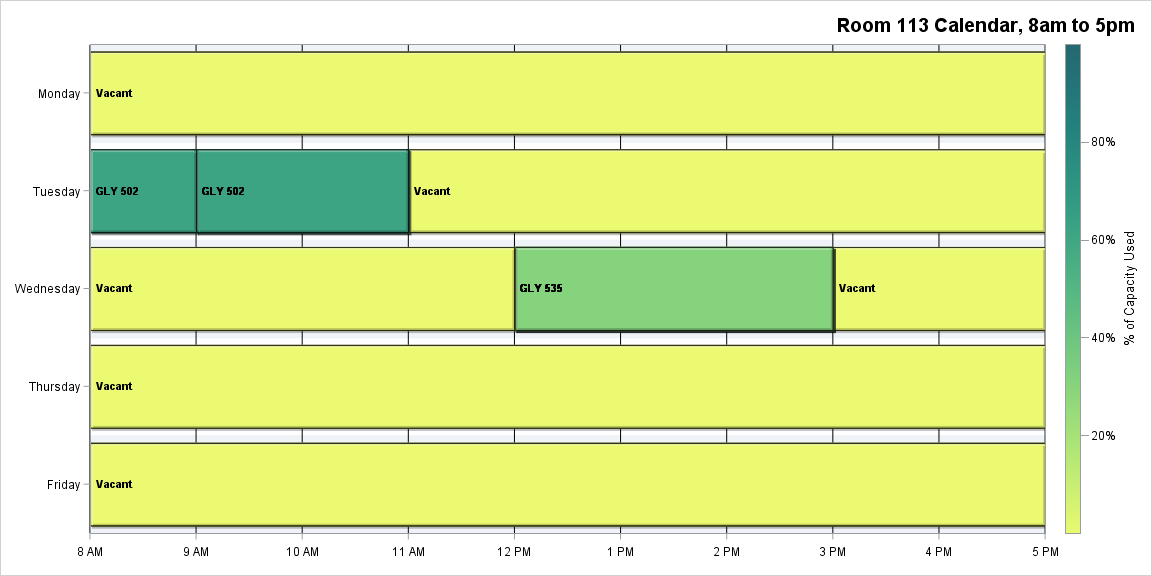 Room 113 Calendar, 8am to 5pm
Monday
Vacant
Tuesday
GLY 502
GLY 502
Vacant
Wednesday
Vacant
GLY 535
Vacant
Thursday
Vacant
Friday
Vacant
8 AM
9 AM
10 AM
11 AM
12 PM
1 PM
2 PM
3 PM
4 PM
5 PM
80%
60%
40%
20%
% of Capacity Used